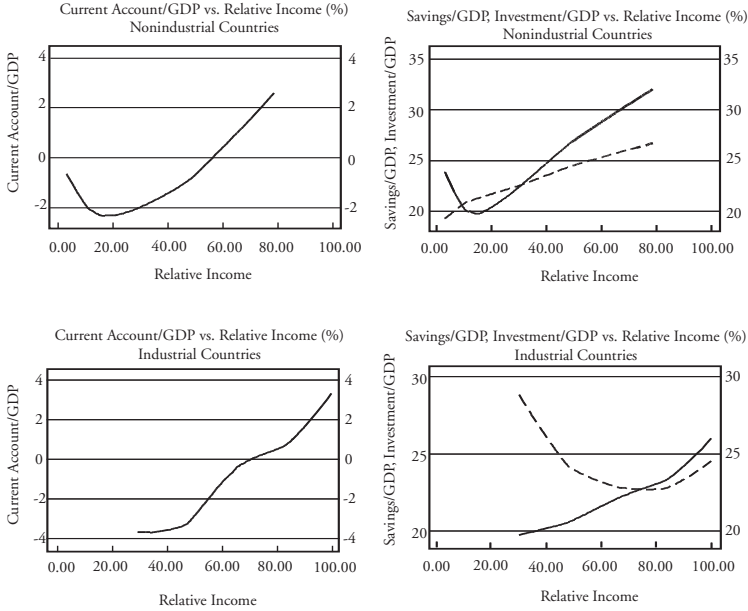 Current Account/GDP vs. Relative Income (%)
Nonindustrial Countries
Current Account/GDP
4
2
0
-2
4
2
0
-2
0.00 20.00 40.00 60.00 80.00 100.00
Relative Income
Savings/GDP, Investment/GDP vs. Relative Income (%)
Nonindustrial Countries
Savings/GDP, Investment/GDP
35
30
25
20
35
30
25
20
0.00 20.00 40.00 60.00 80.00 100.00
Relative Income
Current Account/GDP vs. Relative Income (%)
Industrial Countries
Current Account/GDP
4
2
0
-2
-4
4
2
0
-2
-4
0.00 20.00 40.00 60.00 80.00 100.00
Relative Income
Savings/GDP, Investment/GDP vs. Relative Income (%)
Industrial Countries
Savings/GDP, Investment/GDP
30
25
20
30
25
20
0.00 20.00 40.00 60.00 80.00 100.00
Relative Income